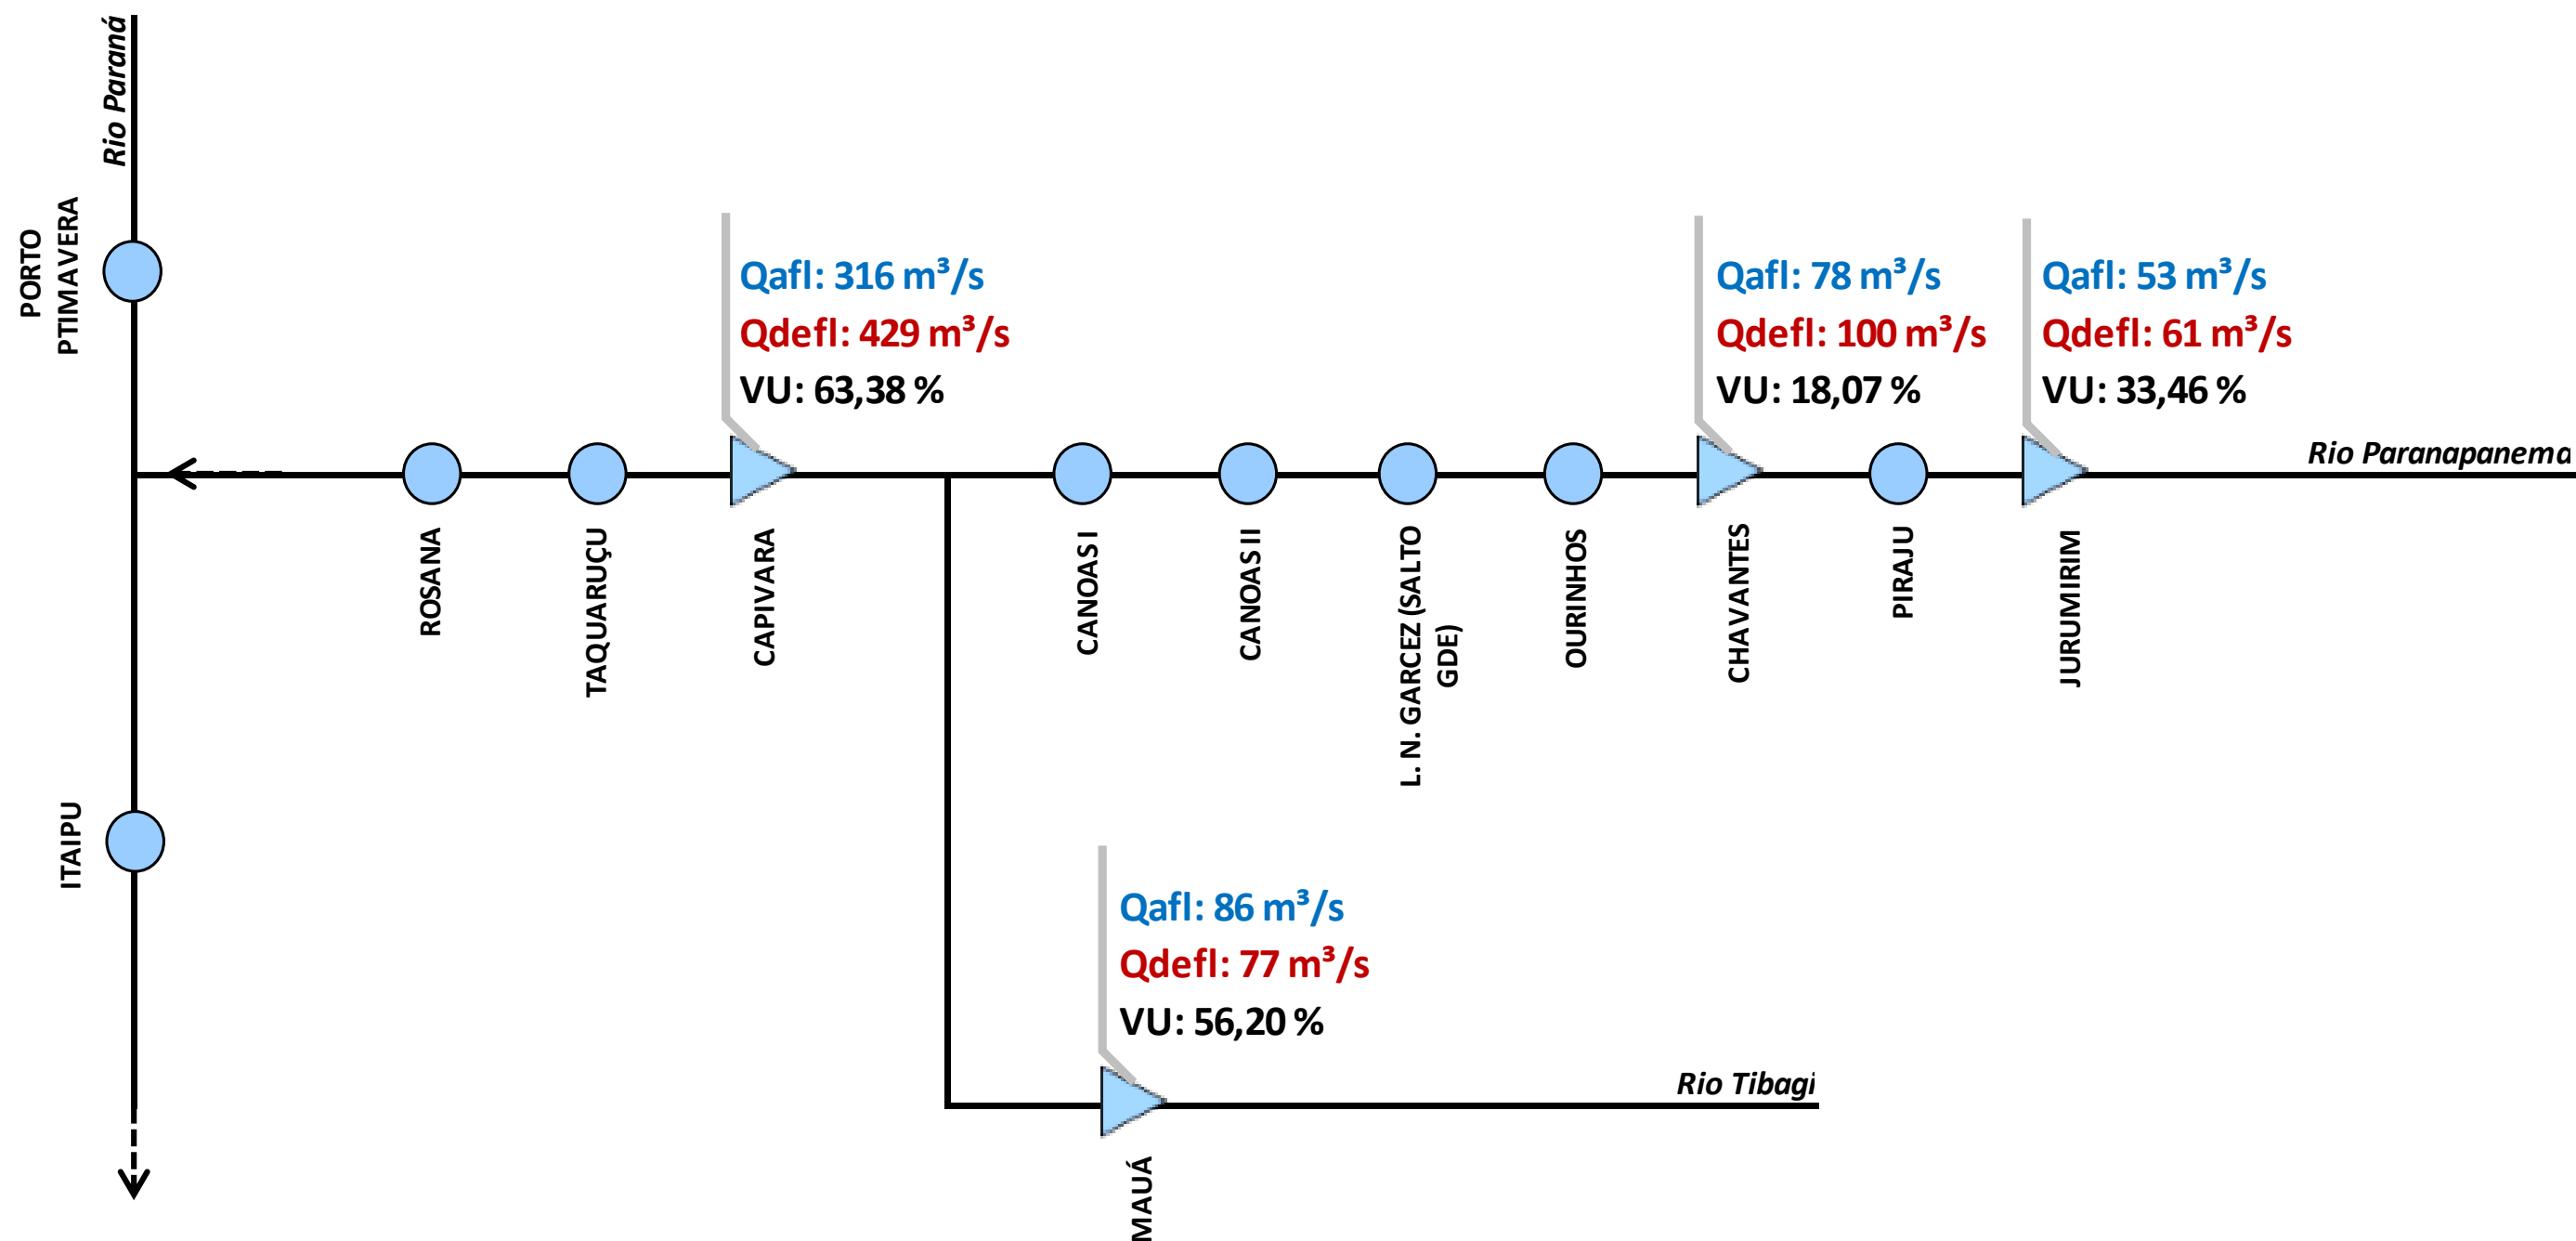 Rio Paraná
PORTO
PTIMAVERA
Qafl: 316 m³/s
Qdefl: 429 m³/s
VU: 63,38 %
Qafl: 78 m³/s
Qdefl: 100 m³/s
VU: 18,07 %
Qafl: 53 m³/s
Qdefl: 61 m³/s
VU: 33,46 %
Rio Paranapanema
ROSANA
TAQUARUÇU
CAPIVARA
CANOAS I
CANOAS II
L. N. GARCEZ (SALTO
GDE)
OURINHOS
CHAVANTES
PIRAJU
JURUMIRIM
ITAIPU
Qafl: 86 m³/s
Qdefl: 77 m³/s
VU: 56,20 %
Rio Tibagi
MAUÁ